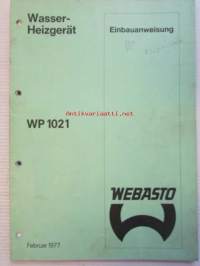 Wasser-
Heizgerät
Einbauanweisung
WP 1021
WEBASTO
Februar 1977